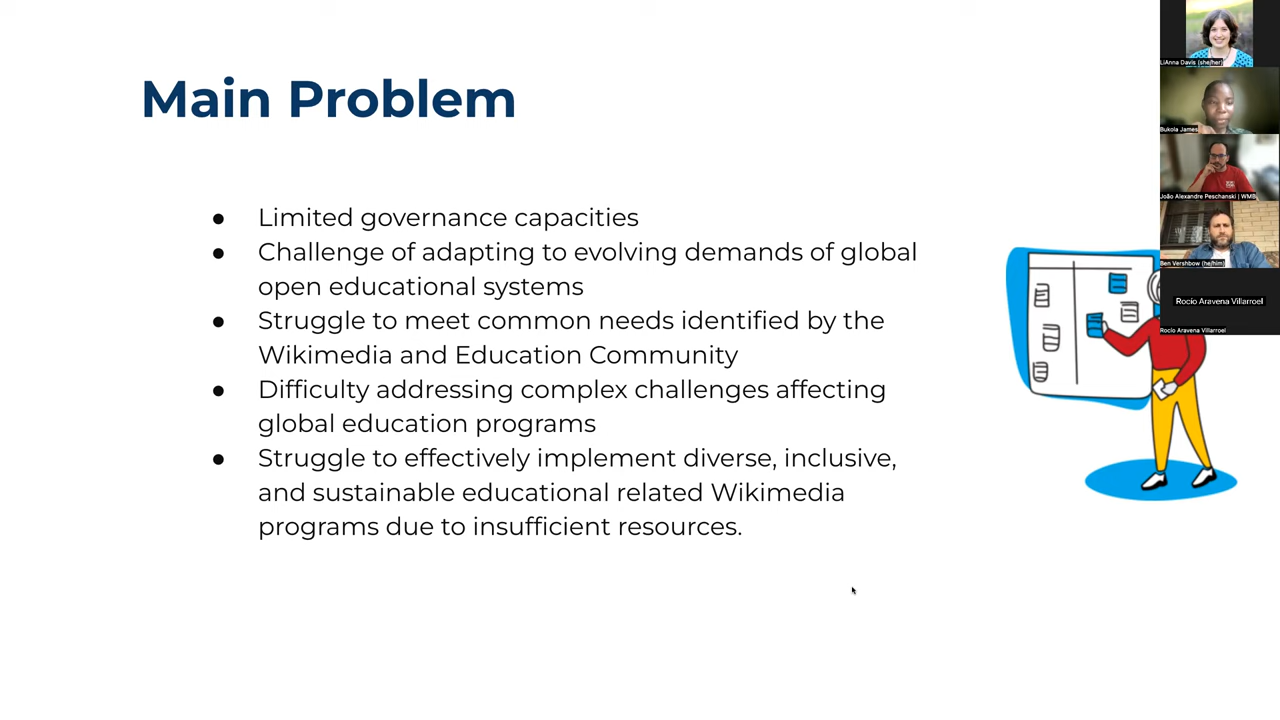 Main Problem
● Limited governance capacities
● Challenge of adapting to evolving demands of global
open educational systems
● Struggle to meet common needs identified by the
Wikimedia and Education Community
● Difficulty addressing complex challenges affecting
global education programs
● Struggle to effectively implement diverse, inclusive,
and sustainable educational related Wikimedia
programs due to insufficient resources.
LiAnna Davis (she/her)
Bukola James
João Alexandre Peschanski | WMB
Ben Vershbow (he/him)
Rocío Aravena Villarroel
Rocío Aravena Villarroel